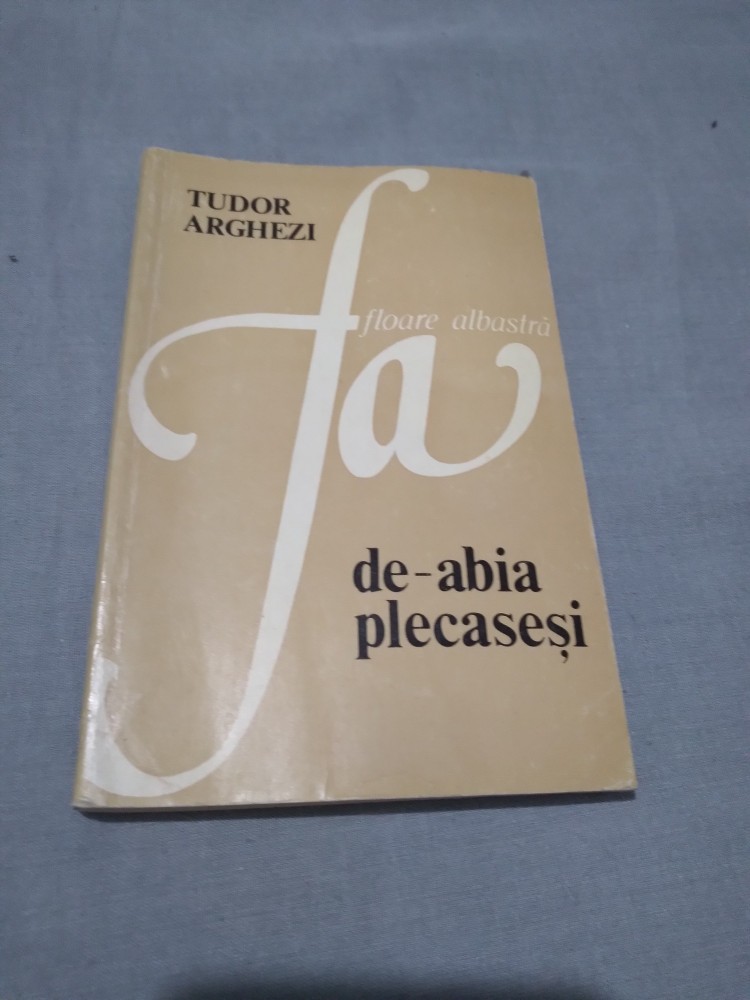 TUDOR
ARGHEZI
floare albastră
fa
de-abia
plecaseși